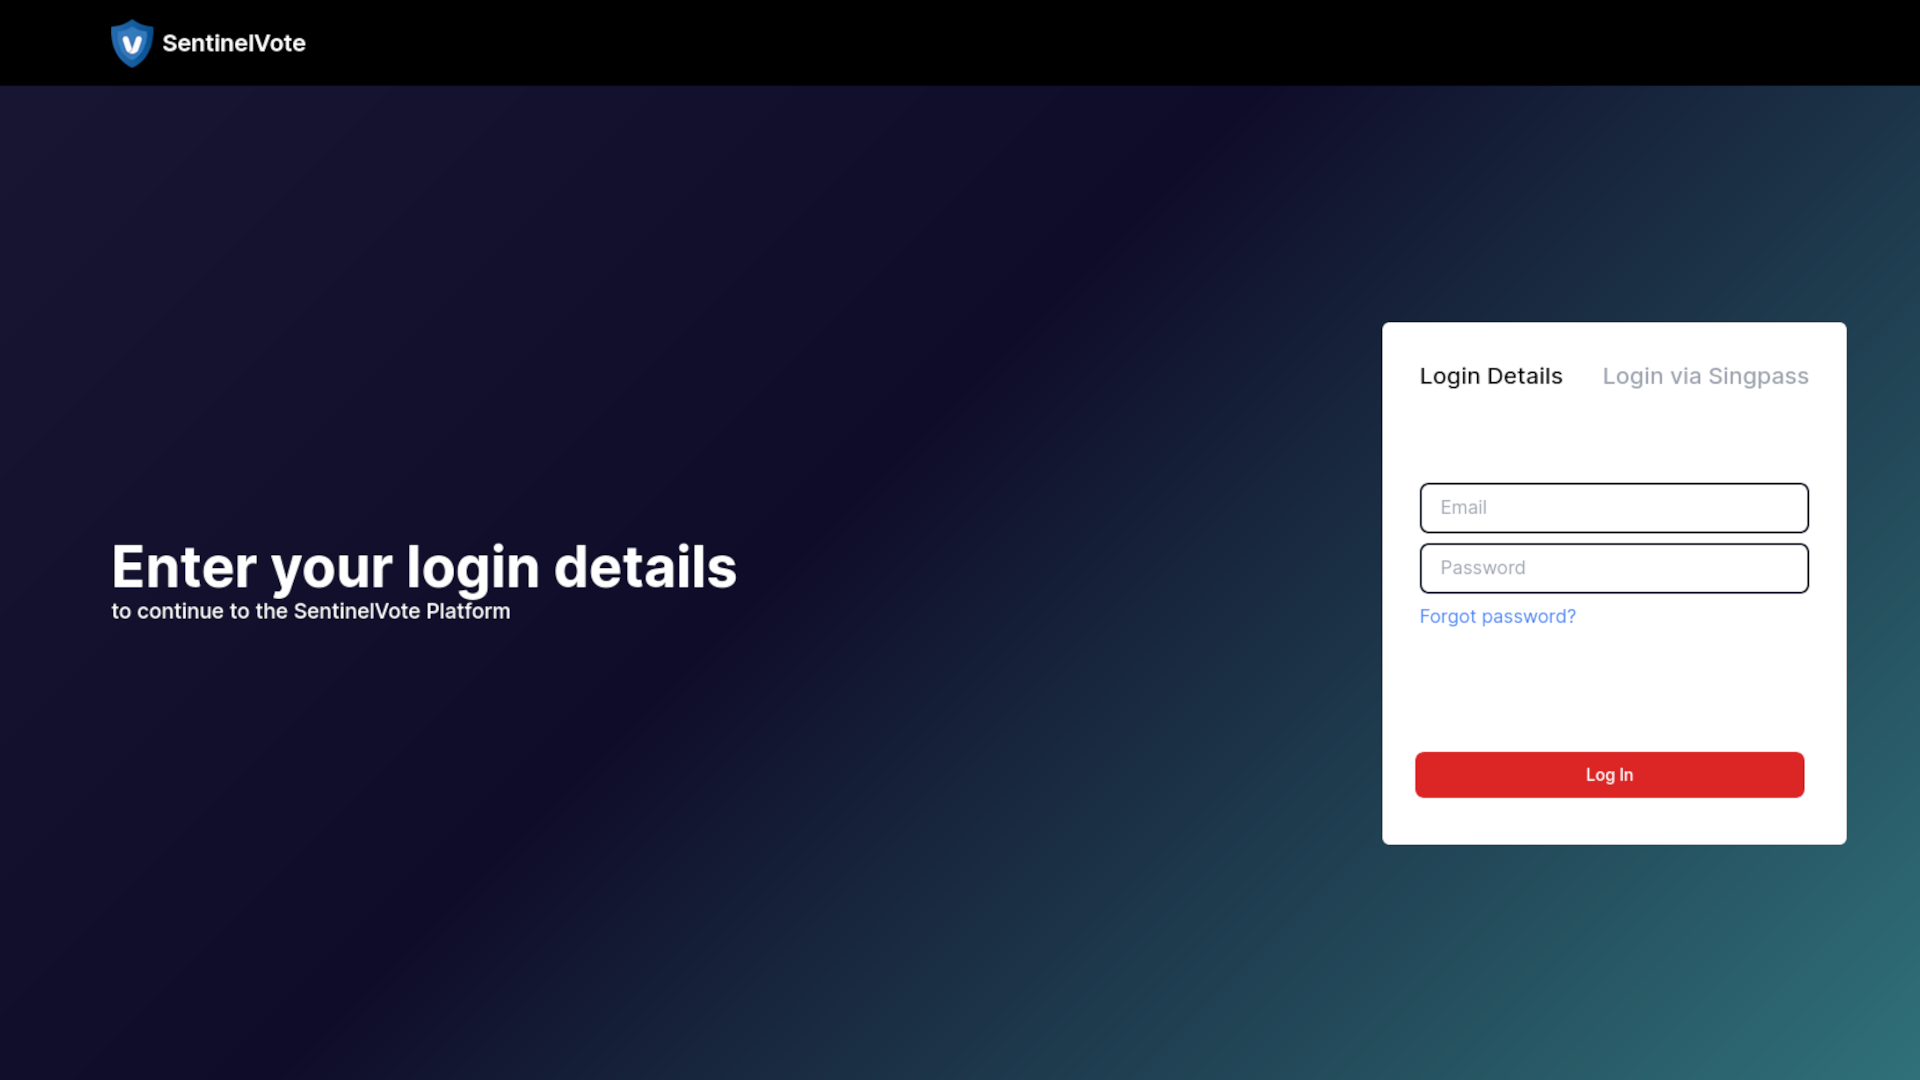 SentinelVote
Enter your login details
to continue to the SentinelVote Platform
Login Details Login via Singpass
Email
Password
Forgot password?
Log In